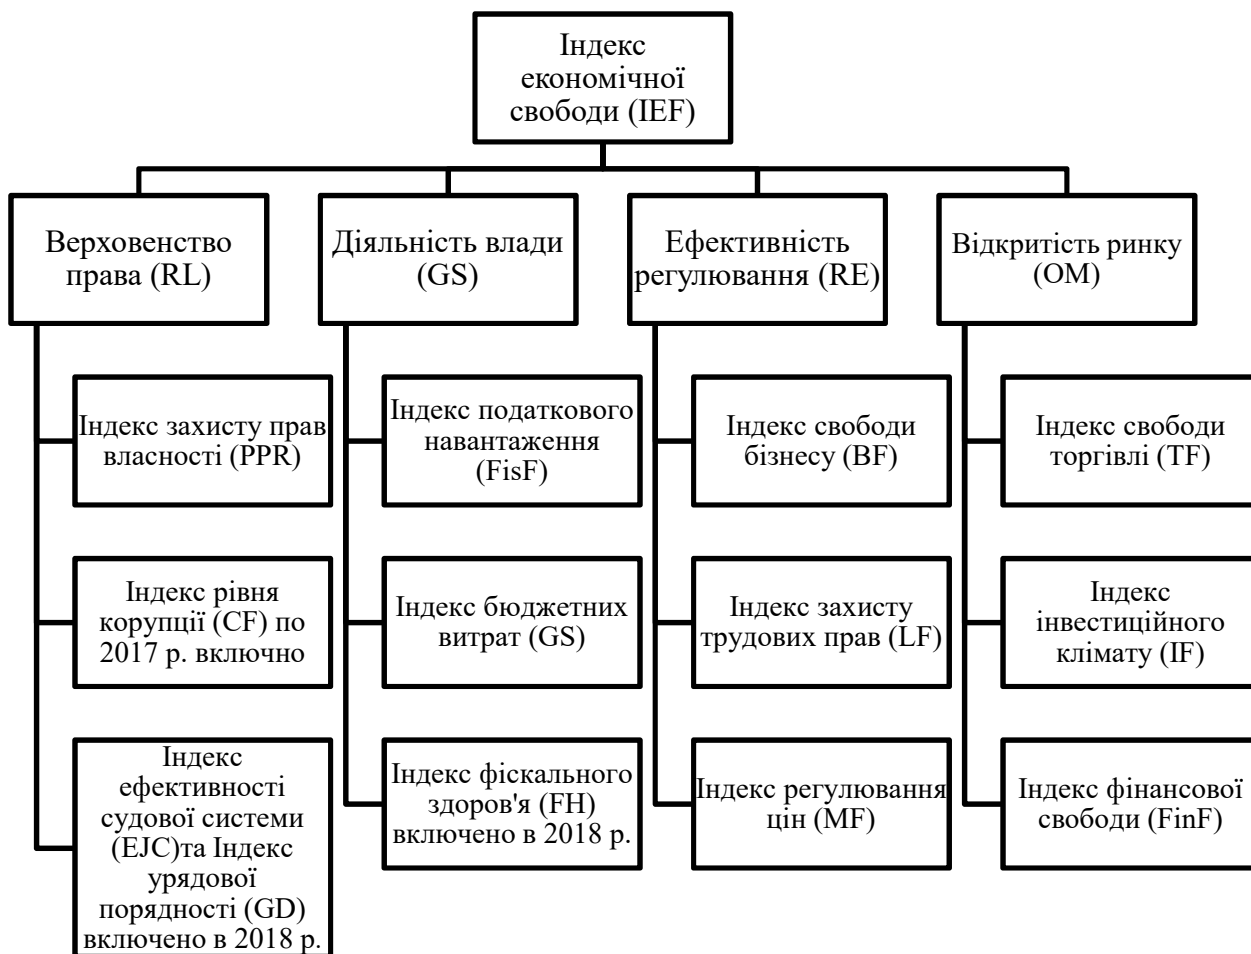 Індекс
економічної
свободи (IEF)
Верховенство
права (RL)
Діяльність влади
(GS)
Ефективність
регулювання (RE)
Відкритість ринку
(OM)
Індекс захисту прав
власності (PPR)
Індекс податкового
навантаження
(FisF)
Індекс свободи
бізнесу (BF)
Індекс свободи
торгівлі (TF)
Індекс рівня
корупції (CF) по
2017 р. включно
Індекс бюджетних
витрат (GS)
Індекс захисту
трудових прав (LF)
Індекс
інвестиційного
клімату (IF)
Індекс
ефективності
судової системи
(EJC)та Індекс
урядової
порядності (GD)
включено в 2018 р.
Індекс фіскального
здоров'я (FH)
включено в 2018 р.
Індекс регулювання
цін (MF)
Індекс фінансової
свободи (FinF)